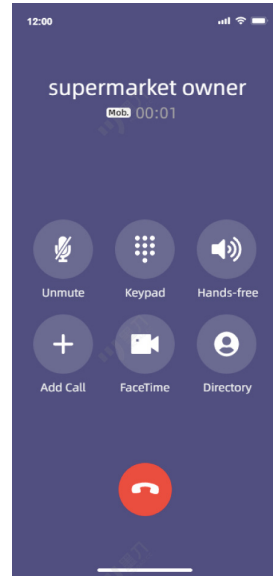 12:00
supermarket owner
Mob. 00:01
Unmute Keypad Hands-free
Add Call FaceTime Directory